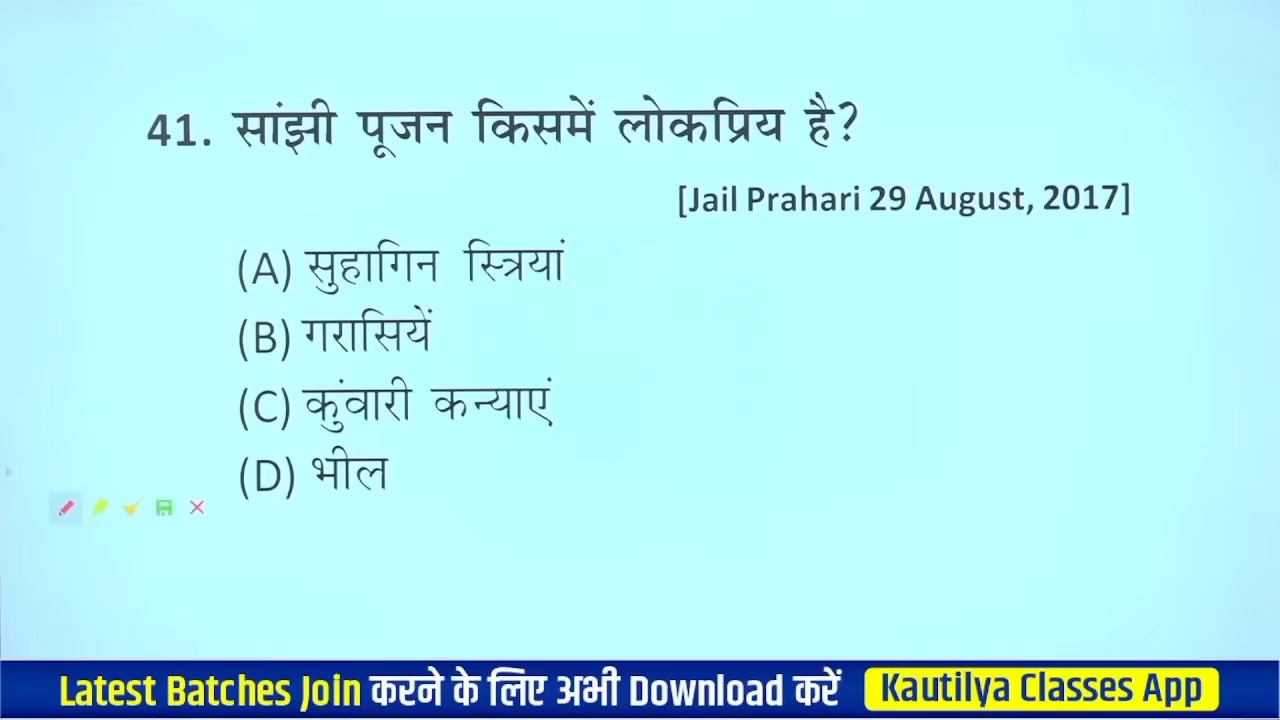 41. सांझी पूजन किसमें लोकप्रिय है?
[Jail Prahari 29 August, 2017]
(A) सुहागिन स्त्रियां
(B) गरासियें
(C) कुंवारी कन्याएं
(D) भील
Latest Batches Join करने के लिए अभी Download करें Kautilya Classes App